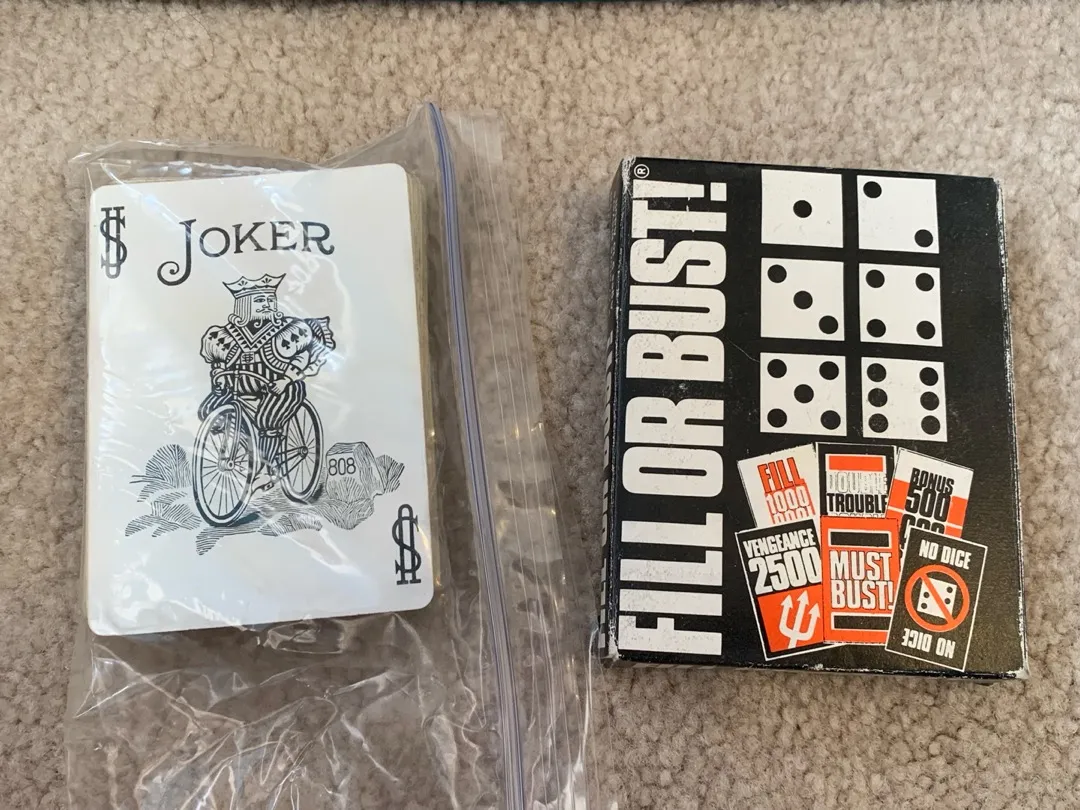 JOKER
808
FILL OR BUST!®
FILL
1000
DOUBLE
TROUBLE
BONUS
500
VENGEANCE
2500
MUST
BUST!
NO DICE
NO DICE